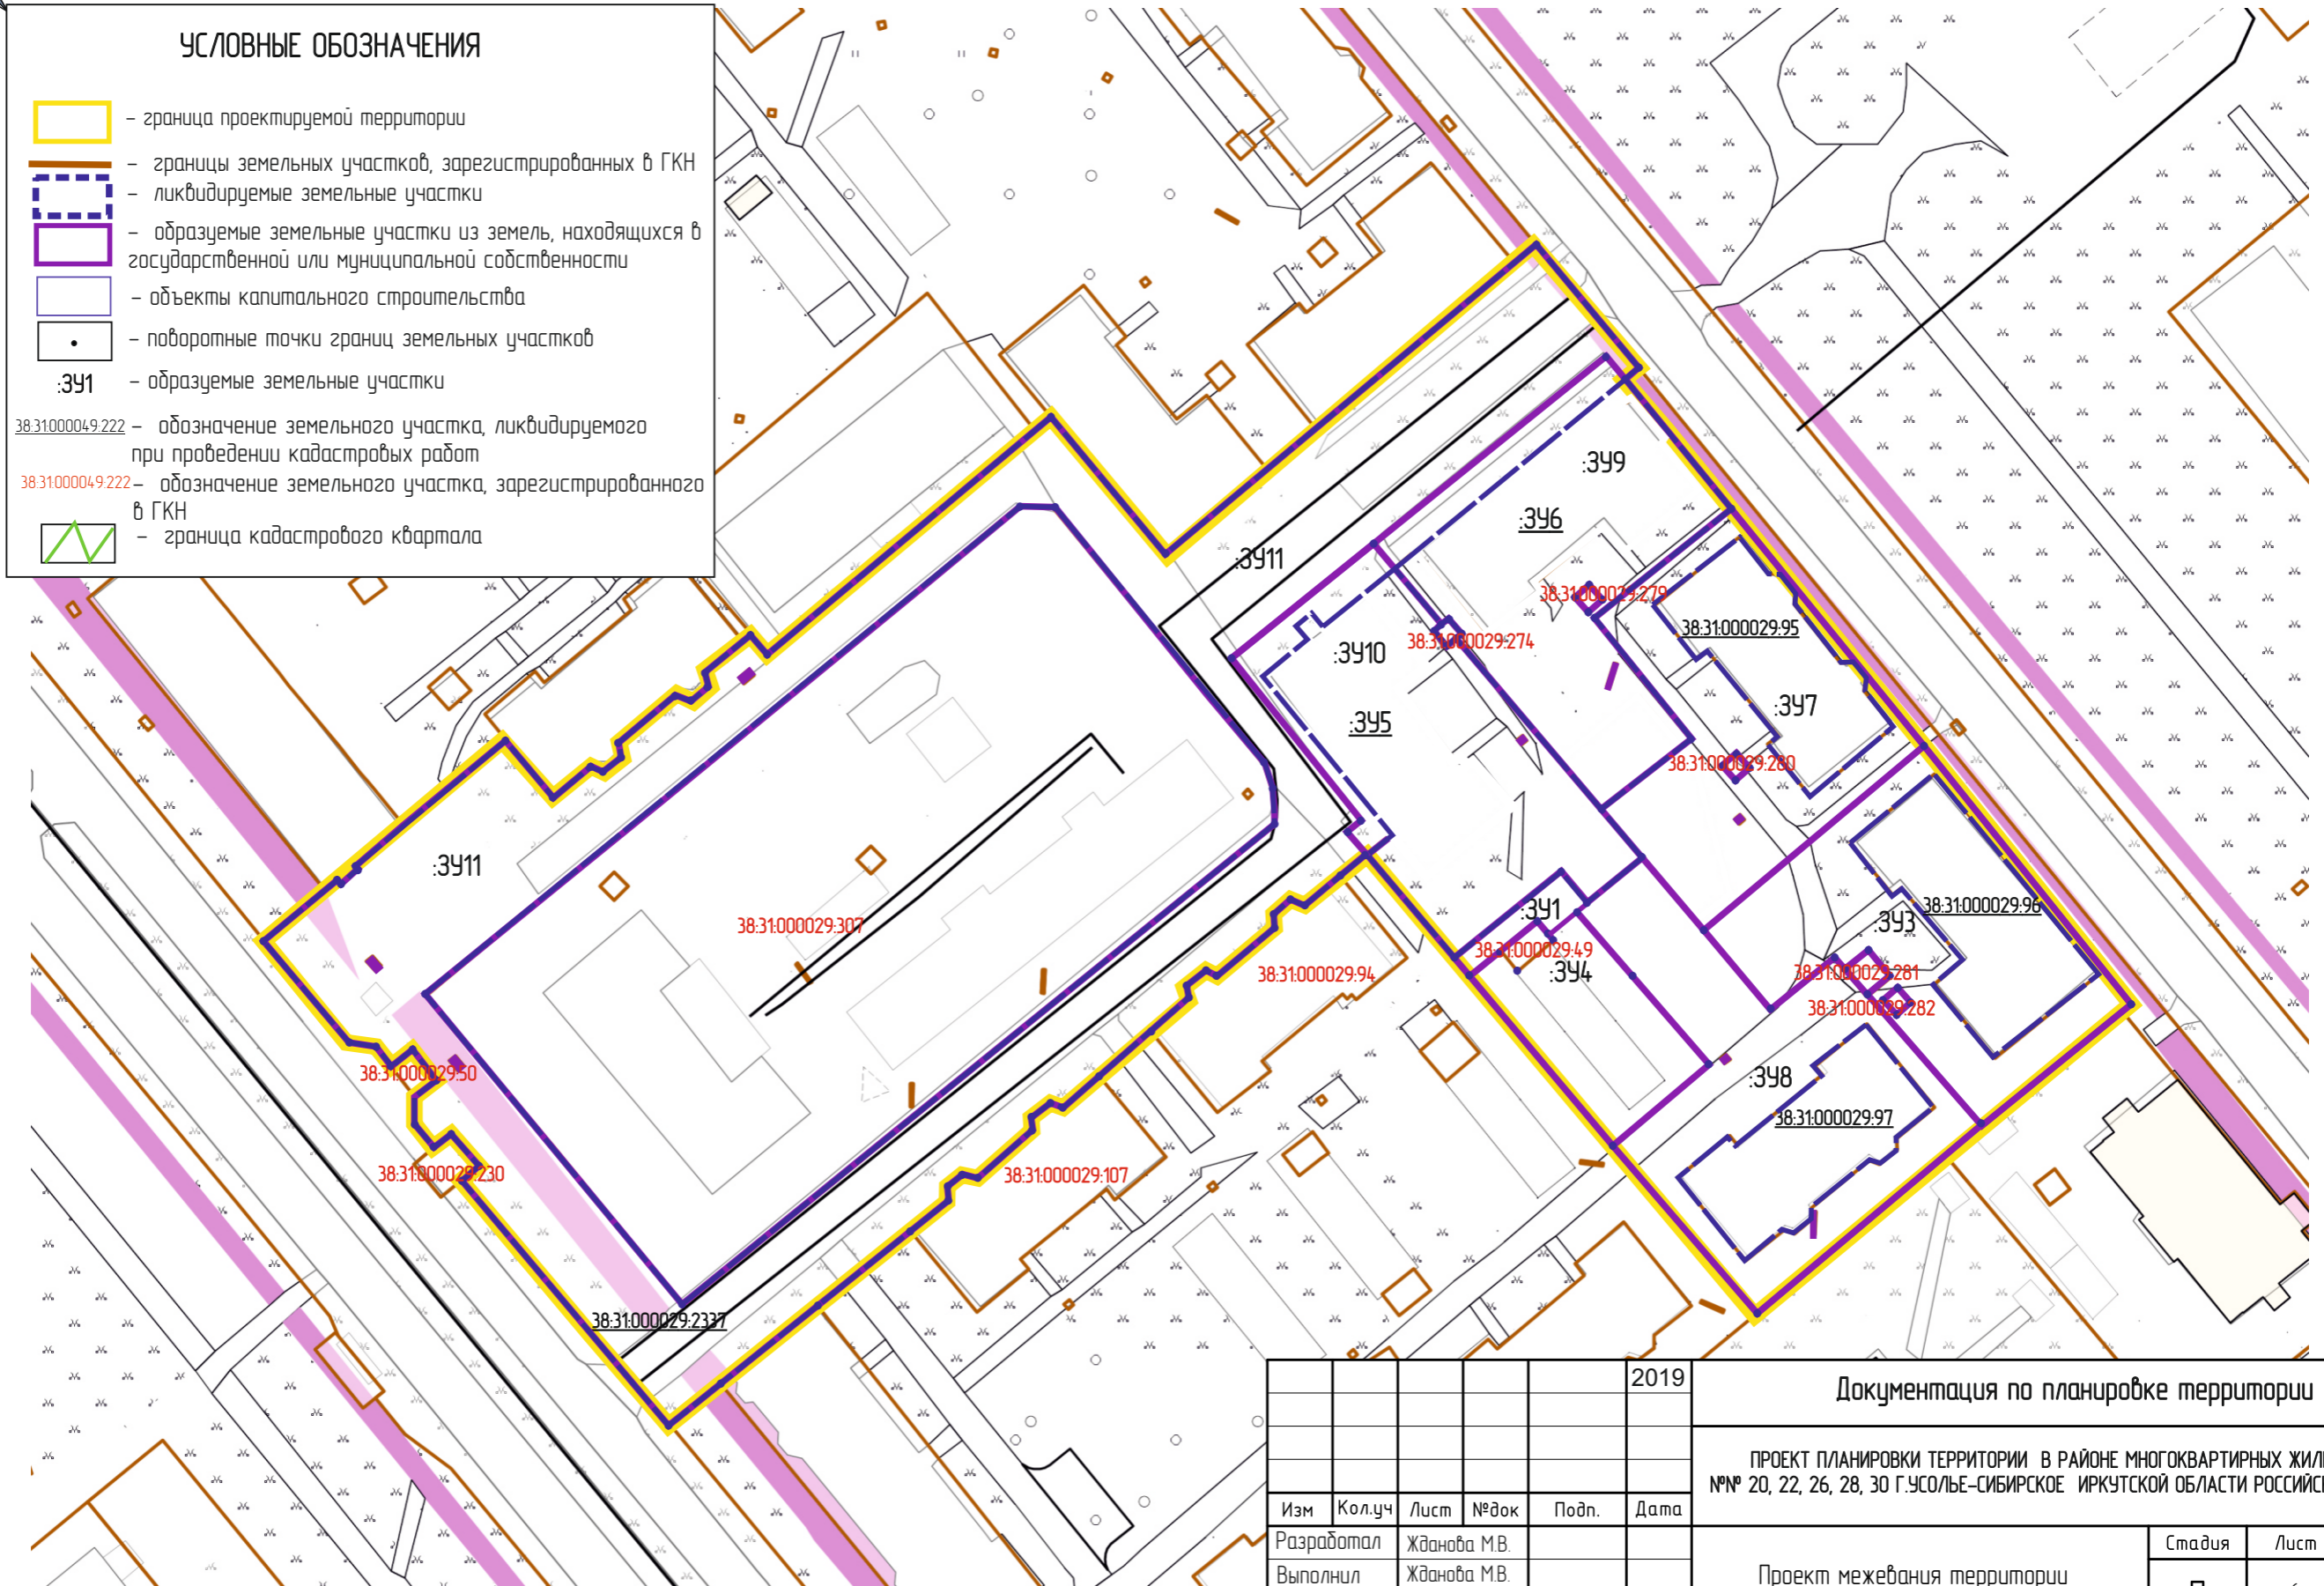 УСЛОВНЫЕ ОБОЗНАЧЕНИЯ
– граница проектируемой территории
– границы земельных участков, зарегистрированных в ГКН
– ликвидируемые земельные участки
– образуемые земельные участки из земель, находящихся в
государственной или муниципальной собственности
– объекты капитального строительства
– поворотные точки границ земельных участков
:ЗУ1 – образуемые земельные участки
38:31:000049:222 – обозначение земельного участка, ликвидируемого
при проведении кадастровых работ
38:31:000049:222 – обозначение земельного участка, зарегистрированного
в ГКН
– граница кадастрового квартала
:ЗУ9
:ЗУ6
:ЗУ11
38:31:000029:279
38:31:000029:95
38:31:000029:274
:ЗУ10
:ЗУ7
:ЗУ5
38:31:000029:280
:ЗУ11
38:31:000029:96
:ЗУ1
:ЗУ3
38:31:000029:307
38:31:000029:49
38:31:000029:94
:ЗУ4
38:31:000029:281
38:31:000029:282
38:31:000029:50
:ЗУ8
38:31:000029:97
38:31:000029:230
38:31:000029:107
38:31:000029:2337
2019
Документация по планировке территории
ПРОЕКТ ПЛАНИРОВКИ ТЕРРИТОРИИ В РАЙОНЕ МНОГОКВАРТИРНЫХ ЖИЛ
№№ 20, 22, 26, 28, 30 Г.УСОЛЬЕ-СИБИРСКОЕ ИРКУТСКОЙ ОБЛАСТИ РОССИЙС
Изм Кол.уч Лист №док Подп. Дата
Разработал Жданова М.В.
Стадия Лист
Выполнил Жданова М.В.
Проект межевания территории
П